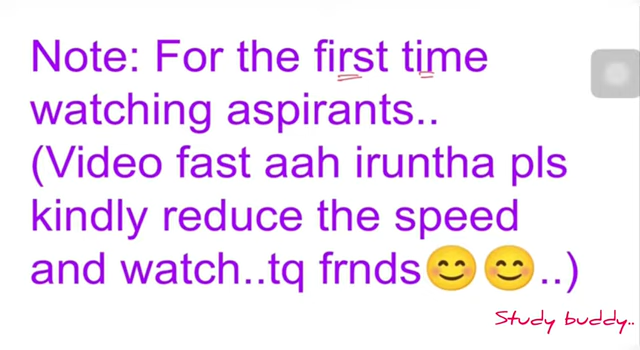 Note: For the first time
watching aspirants..
(Video fast aah iruntha pls
kindly reduce the speed
and watch..tq frnds😊😊..)
Study buddy..